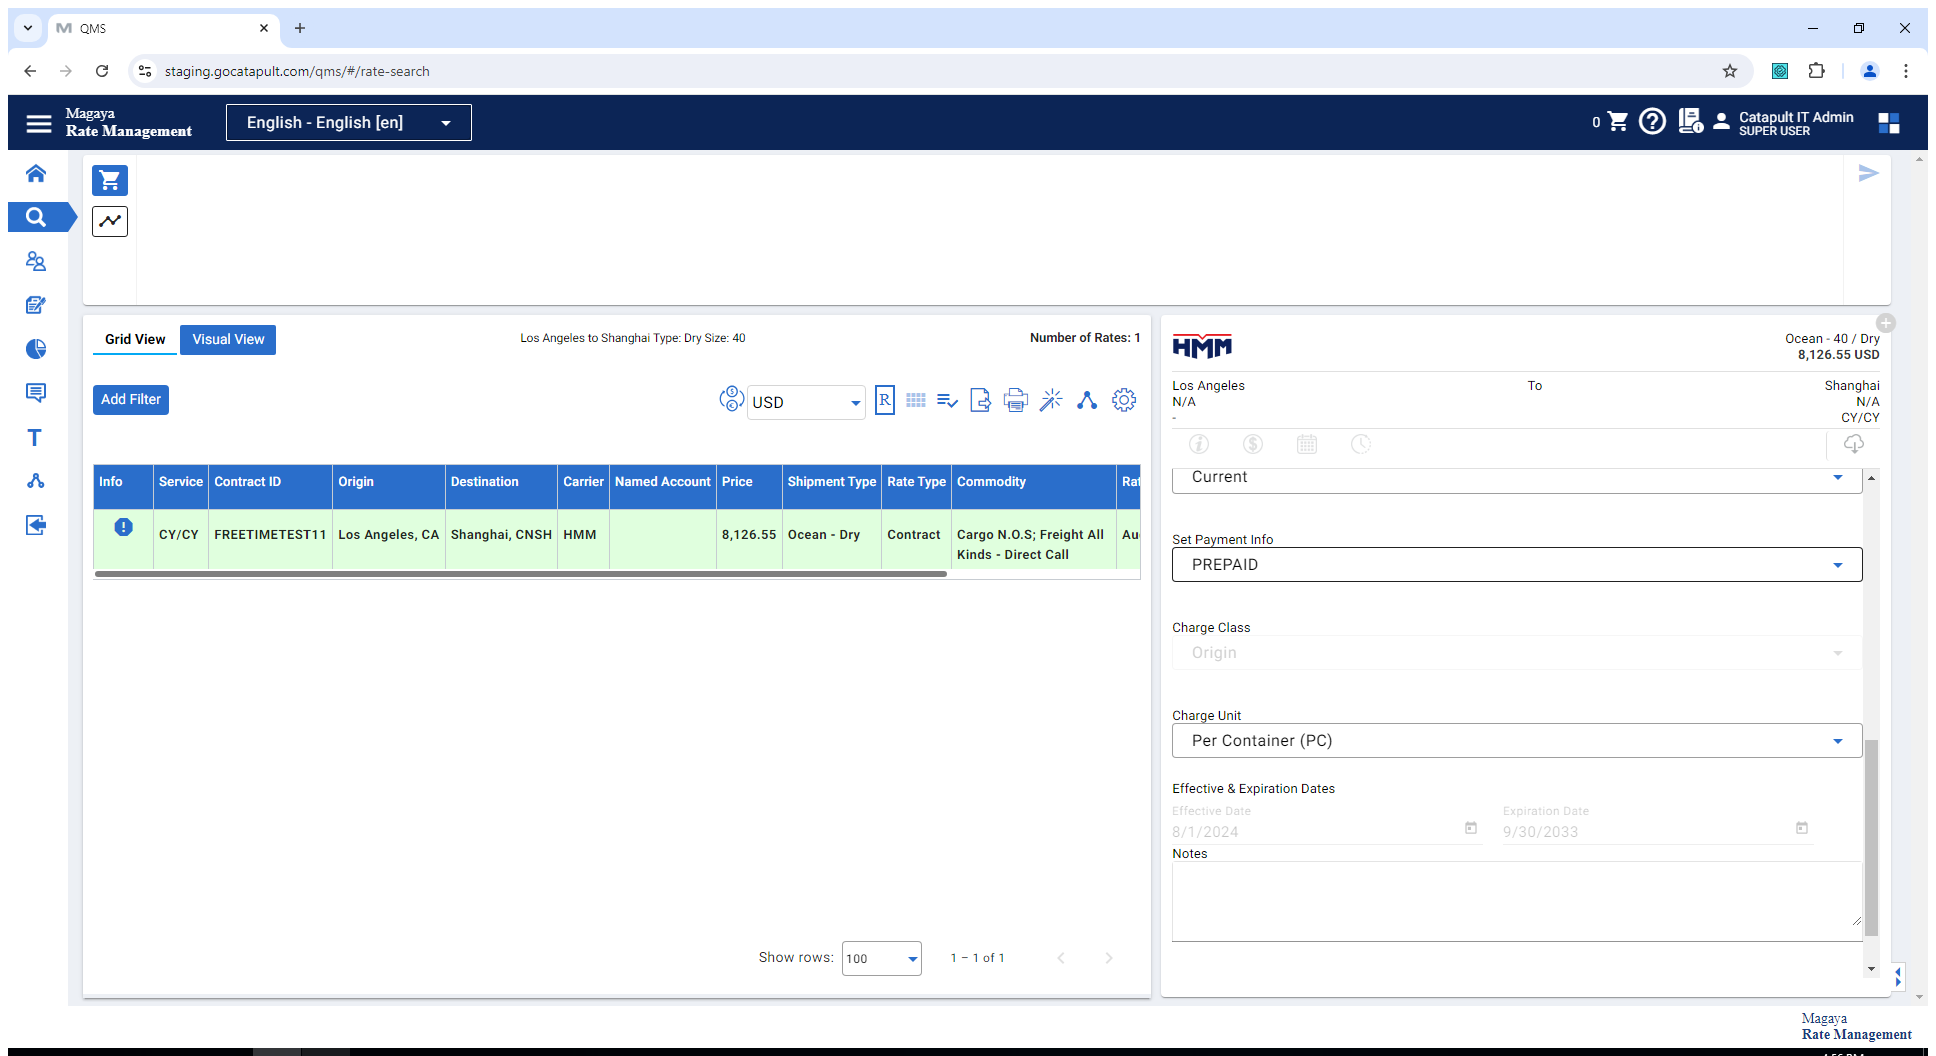 QMS
staging.gocatapult.com/qms/#/rate-search
Magaya
Rate Management
English - English [en]
0
Catapult IT Admin
SUPER USER
Grid View
Visual View
Los Angeles to Shanghai Type: Dry Size: 40
Number of Rates: 1
Add Filter
USD
R
Info Service Contract ID Origin Destination Carrier Named Account Price Shipment Type Rate Type Commodity Rat
CY/CY FREETIMETEST11 Los Angeles, CA Shanghai, CNSH HMM 8,126.55 Ocean - Dry Contract Cargo N.O.S; Freight All Au
Kinds - Direct Call
Show rows: 100 1 – 1 of 1
HMM
Ocean - 40 / Dry
8,126.55 USD
Los Angeles To Shanghai
N/A N/A
- CY/CY
Current
Set Payment Info
PREPAID
Charge Class
Origin
Charge Unit
Per Container (PC)
Effective & Expiration Dates
Effective Date Expiration Date
8/1/2024 9/30/2033
Notes
Magaya
Rate Management